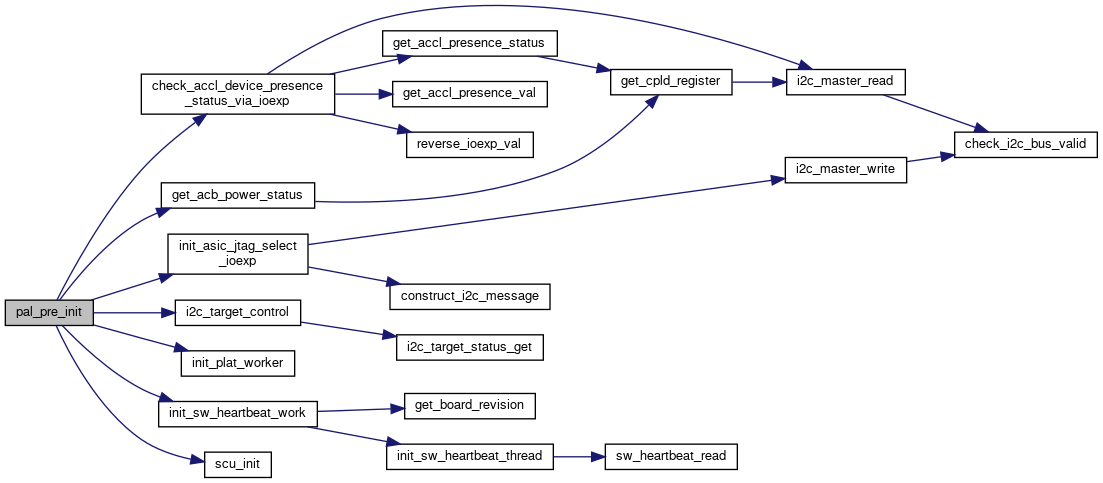 pal_pre_init
check_accl_device_presence
_status_via_ioexp
get_acb_power_status
init_asic_jtag_select
_ioexp
i2c_target_control
init_plat_worker
init_sw_heartbeat_work
scu_init
get_accl_presence_status
get_accl_presence_val
reverse_ioexp_val
construct_i2c_message
i2c_target_status_get
get_board_revision
init_sw_heartbeat_thread
get_cpld_register
sw_heartbeat_read
i2c_master_read
i2c_master_write
check_i2c_bus_valid